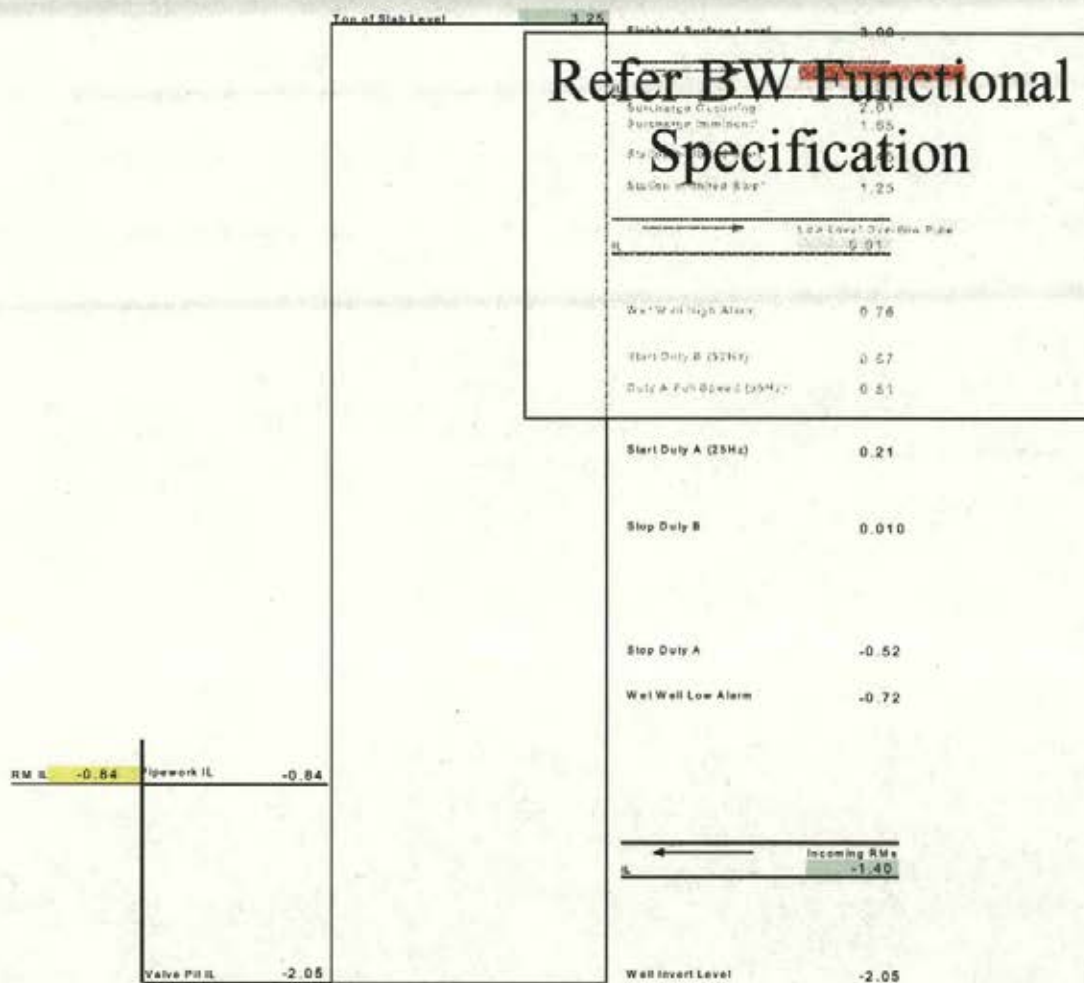 Top of Slab Level 3.25
Finished Surface Level 3.00
Refer BW Functional
Specification
Surcharge Occurring 2.61
Surcharge Imminent 1.65
1.25
Low Level Overflow Pipe
IL
Wet Well High Alarm 0.76
Start Duty B (50Hz) 0.67
Duty A Full Speed (50Hz) 0.61
Start Duty A (25Hz) 0.21
Stop Duty B 0.010
Stop Duty A -0.52
Wet Well Low Alarm -0.72
RM IL -0.84 Pipework IL -0.84
Incoming RMs
IL -1.40
Valve Pit IL -2.05
Well Invert Level -2.05